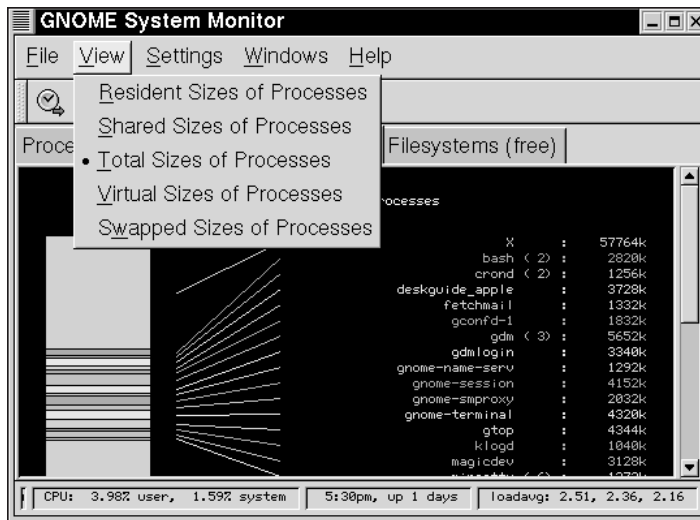 GNOME System Monitor
File View Settings Windows Help
Resident Sizes of Processes
Shared Sizes of Processes
• Total Sizes of Processes
Virtual Sizes of Processes
Swapped Sizes of Processes
Proce
Filesystems (free)
ocesses
X : 57764k
bash ( 2) : 2820k
crond ( 2) : 1256k
deskguide_apple : 3728k
fetchmail : 1332k
gconfd-1 : 1832k
gdm ( 3) : 5652k
gdmlogin : 3340k
gnome-name-serv : 1292k
gnome-session : 4152k
gnome-smproxy : 2032k
gnome-terminal : 4320k
gtop : 4344k
klogd : 1040k
magicdev : 3128k
CPU: 3.98% user, 1.59% system
5:30pm, up 1 days
loadavg: 2.51, 2.36, 2.16